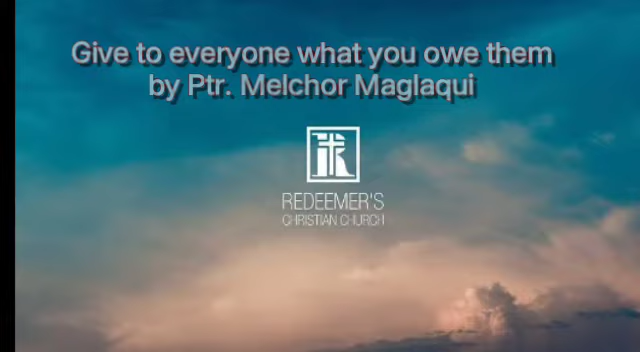 Give to everyone what you owe them
by Ptr. Melchor Maglaqui
REDEEMER'S
CHRISTIAN CHURCH